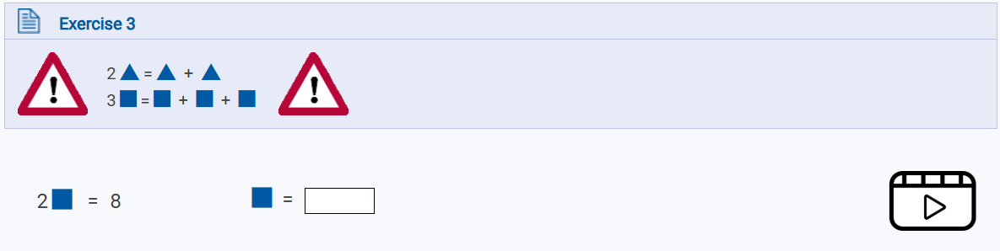 Exercise 3
2▲ = ▲ + ▲
3■ = ■ + ■ + ■
2■ = 8
■ =